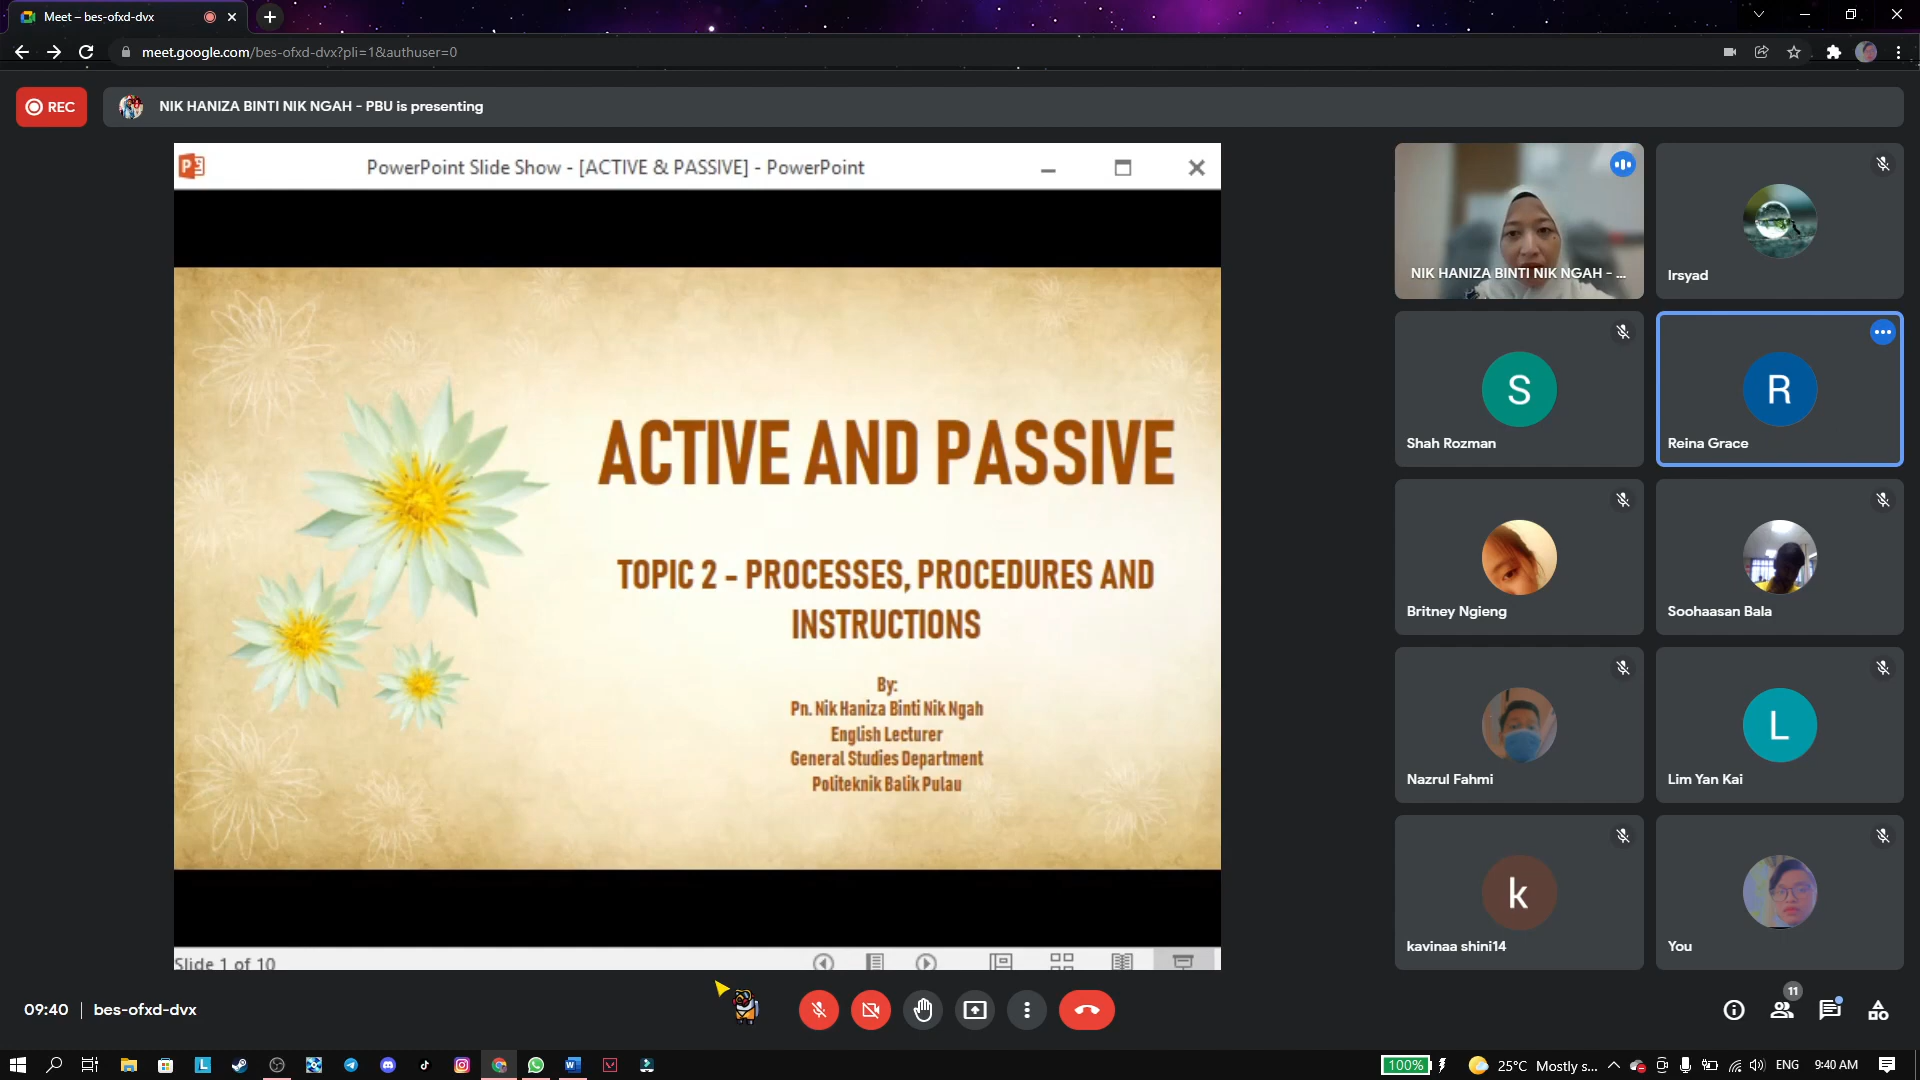 Meet – bes-ofxd-dvx
meet.google.com/bes-ofxd-dvx?pli=1&authuser=0
REC
NIK HANIZA BINTI NIK NGAH - PBU is presenting
PowerPoint Slide Show - [ACTIVE & PASSIVE] - PowerPoint
ACTIVE AND PASSIVE
TOPIC 2 - PROCESSES, PROCEDURES AND
INSTRUCTIONS
By:
Pn. Nik Haniza Binti Nik Ngah
English Lecturer
General Studies Department
Politeknik Balik Pulau
Slide 1 of 10
NIK HANIZA BINTI NIK NGAH - ...
Irsyad
S
Shah Rozman
R
Reina Grace
Britney Ngieng
Soohaasan Bala
Nazrul Fahmi
L
Lim Yan Kai
k
kavinaa shini14
You
09:40 | bes-ofxd-dvx
11
100%
25°C Mostly s...
ENG
9:40 AM